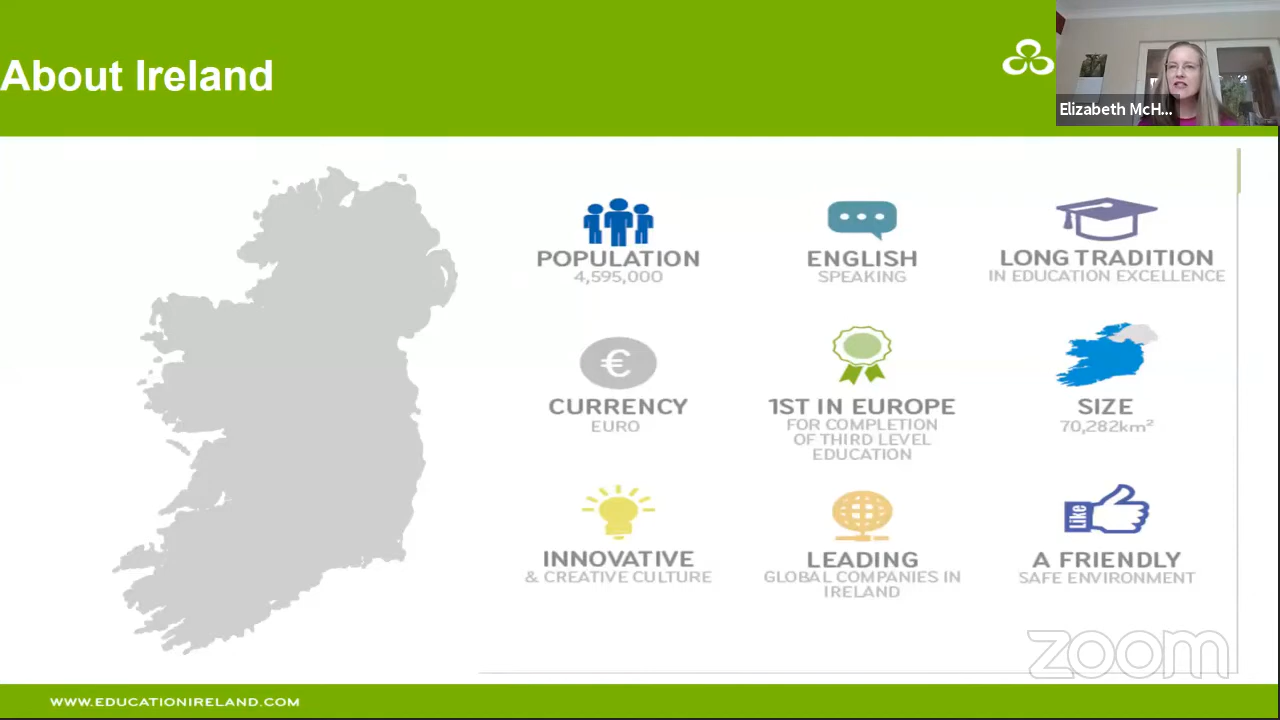 About Ireland
Elizabeth McH...
POPULATION
4,595,000
ENGLISH
SPEAKING
LONG TRADITION
IN EDUCATION EXCELLENCE
€
CURRENCY
EURO
1ST IN EUROPE
FOR COMPLETION
OF THIRD LEVEL
EDUCATION
SIZE
70,282km²
INNOVATIVE
& CREATIVE CULTURE
LEADING
GLOBAL COMPANIES IN
IRELAND
Like
A FRIENDLY
SAFE ENVIRONMENT
zoom
WWW.EDUCATIONIRELAND.COM